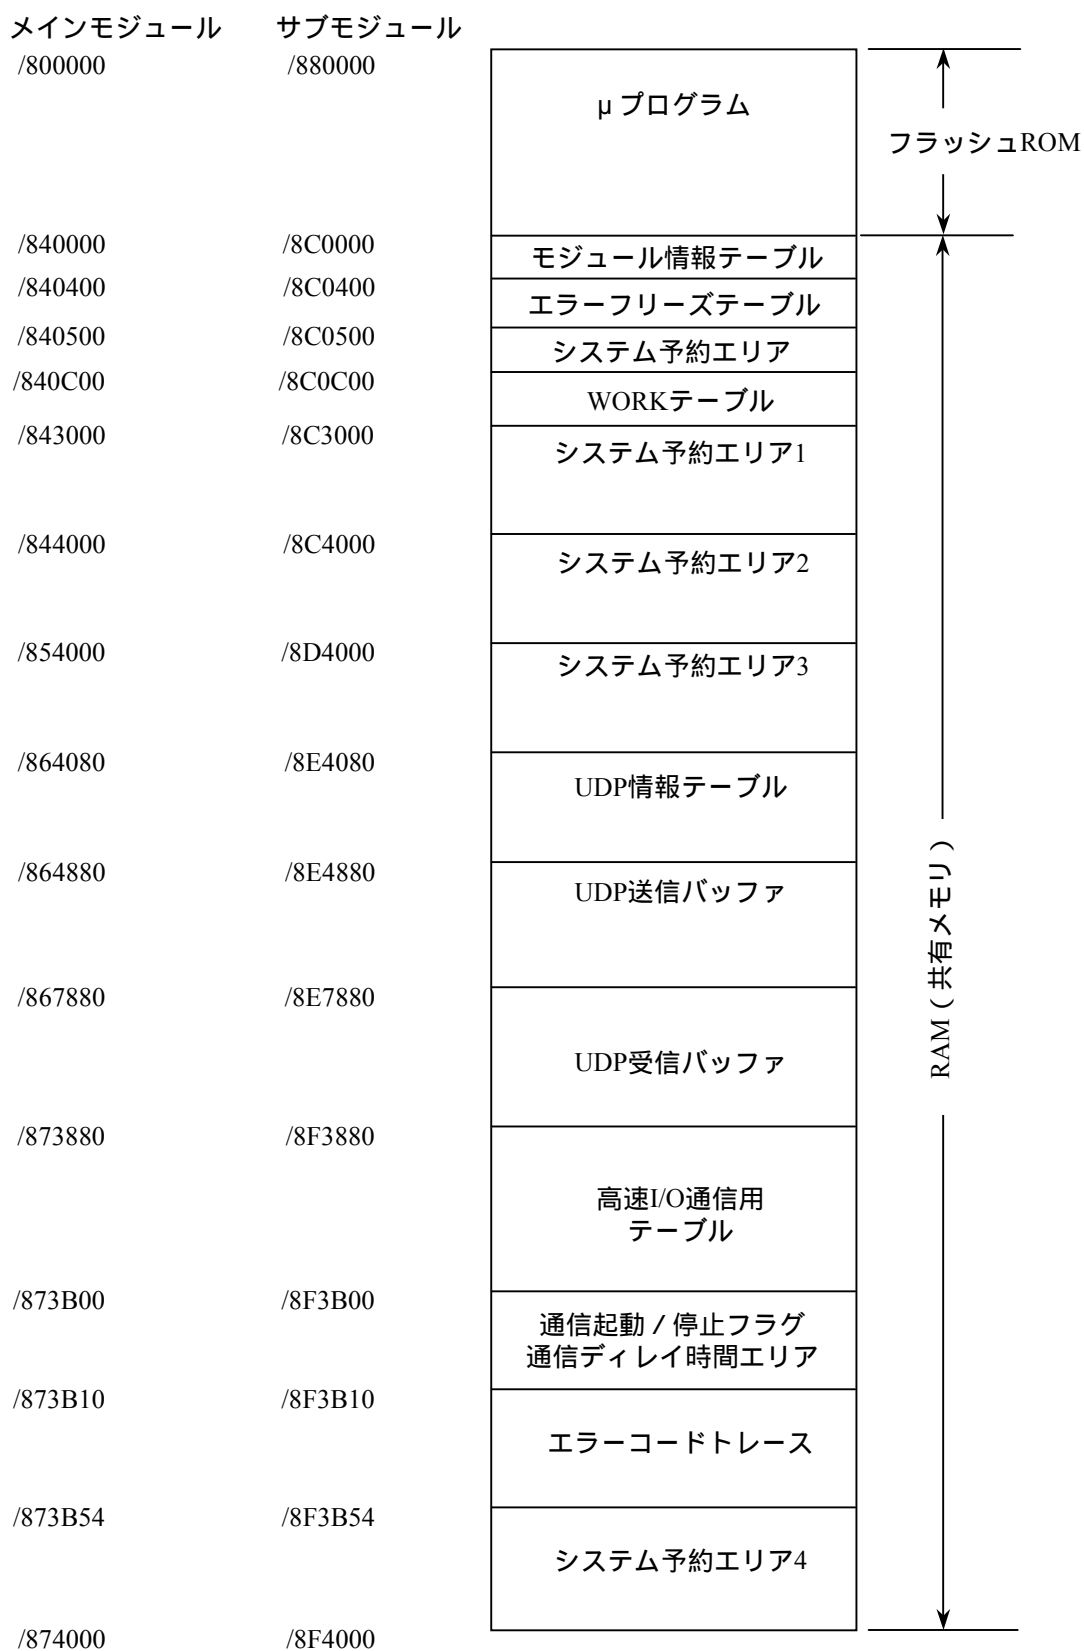 メインモジュール サブモジュール
/800000 /880000
μプログラム
フラッシュROM
/840000 /8C0000 モジュール情報テーブル
/840400 /8C0400 エラーフリーズテーブル
/840500 /8C0500 システム予約エリア
/840C00 /8C0C00 WORKテーブル
/843000 /8C3000 システム予約エリア1
/844000 /8C4000 システム予約エリア2
/854000 /8D4000 システム予約エリア3
/864080 /8E4080 UDP情報テーブル
/864880 /8E4880 UDP送信バッファ
RAM(共有メモリ)
/867880 /8E7880 UDP受信バッファ
/873880 /8F3880
高速I/O通信用
テーブル
/873B00 /8F3B00
通信起動/停止フラグ
通信ディレイ時間エリア
/873B10 /8F3B10
エラーコードトレース
/873B54 /8F3B54
システム予約エリア4
/874000 /8F4000